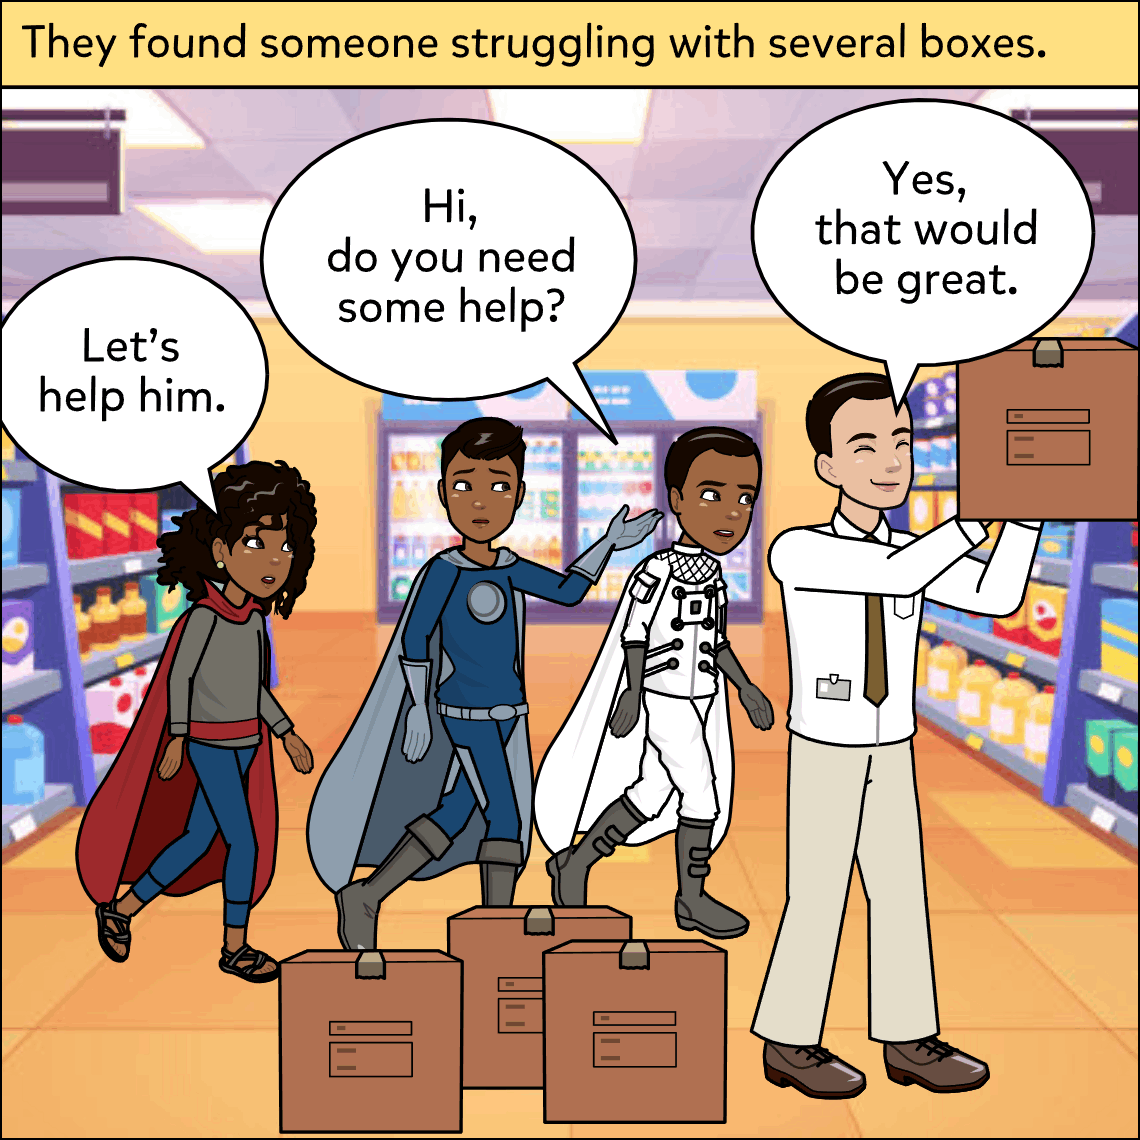 They found someone struggling with several boxes.
Let's
help him.
Hi,
do you need
some help?
Yes,
that would
be great.